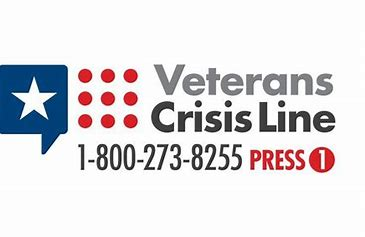 Veterans
Crisis Line
1-800-273-8255 PRESS 1